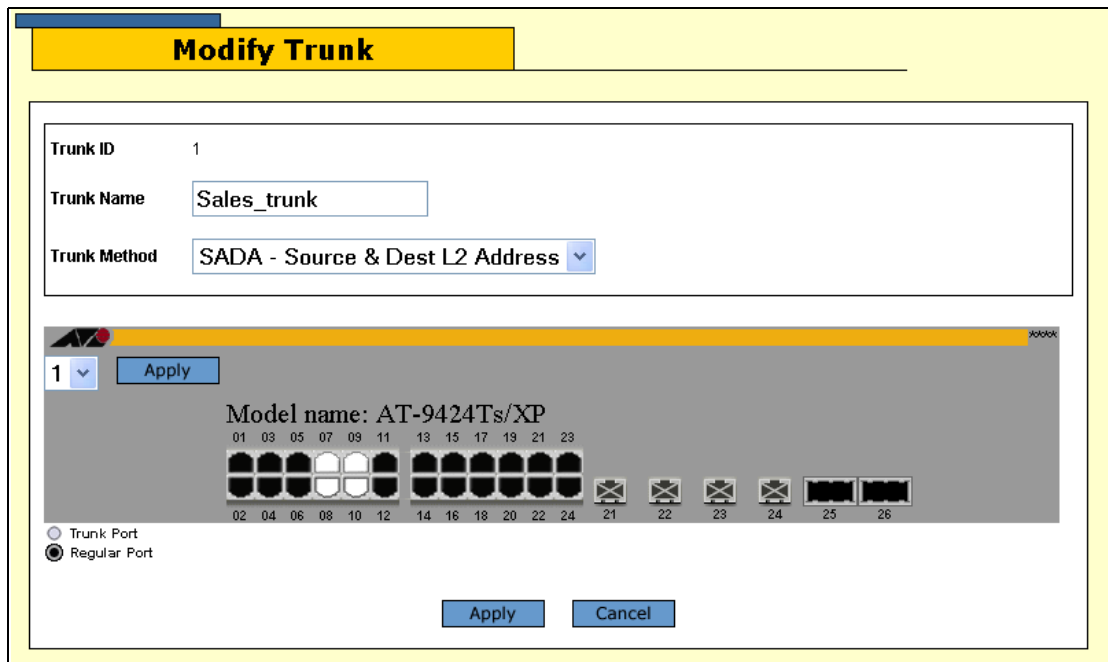 Modify Trunk
Trunk ID 1
Trunk Name Sales_trunk
Trunk Method SADA - Source & Dest L2 Address
****
1 Apply
Model name: AT-9424Ts/XP
01 03 05 07 09 11 13 15 17 19 21 23
02 04 06 08 10 12 14 16 18 20 22 24 21 22 23 24 25 26
Trunk Port
Regular Port
Apply Cancel